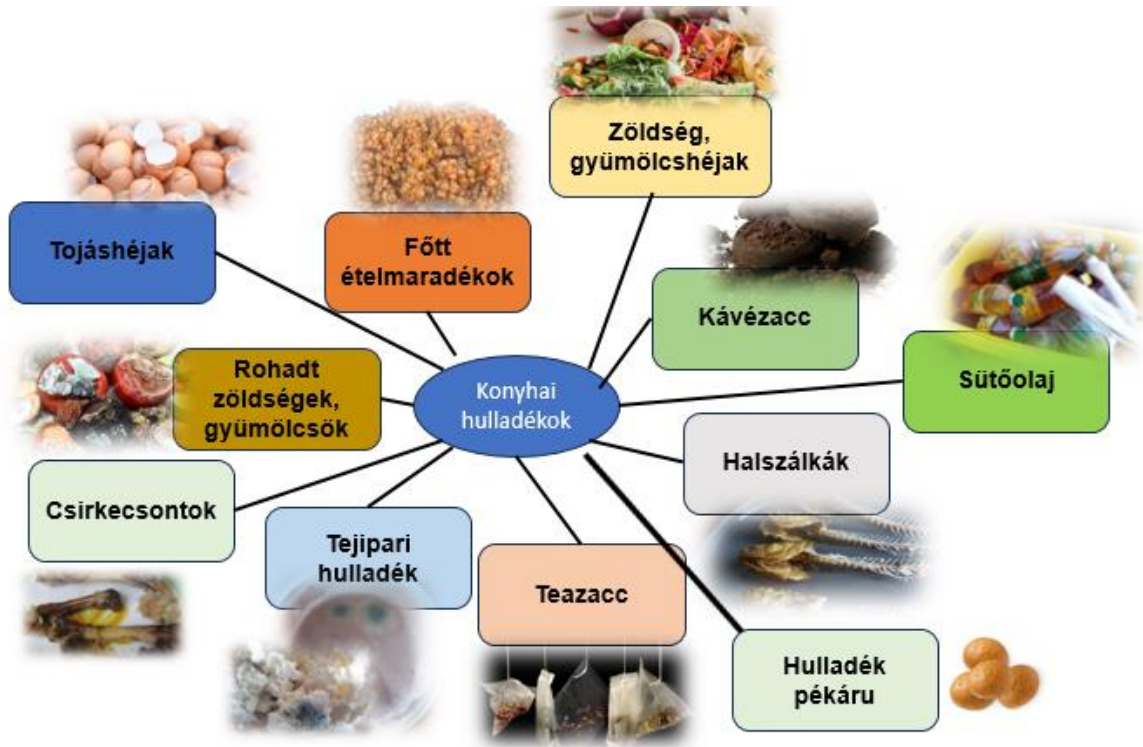 Zöldség,
gyümölcshéjak
Tojáshéjak
Főtt
ételmaradékok
Kávézacc
Sütőolaj
Rohadt
zöldségek,
gyümölcsök
Konyhai
hulladékok
Halszálkák
Csirkecsontok
Tejipari
hulladék
Teazacc
Hulladék
pékáru